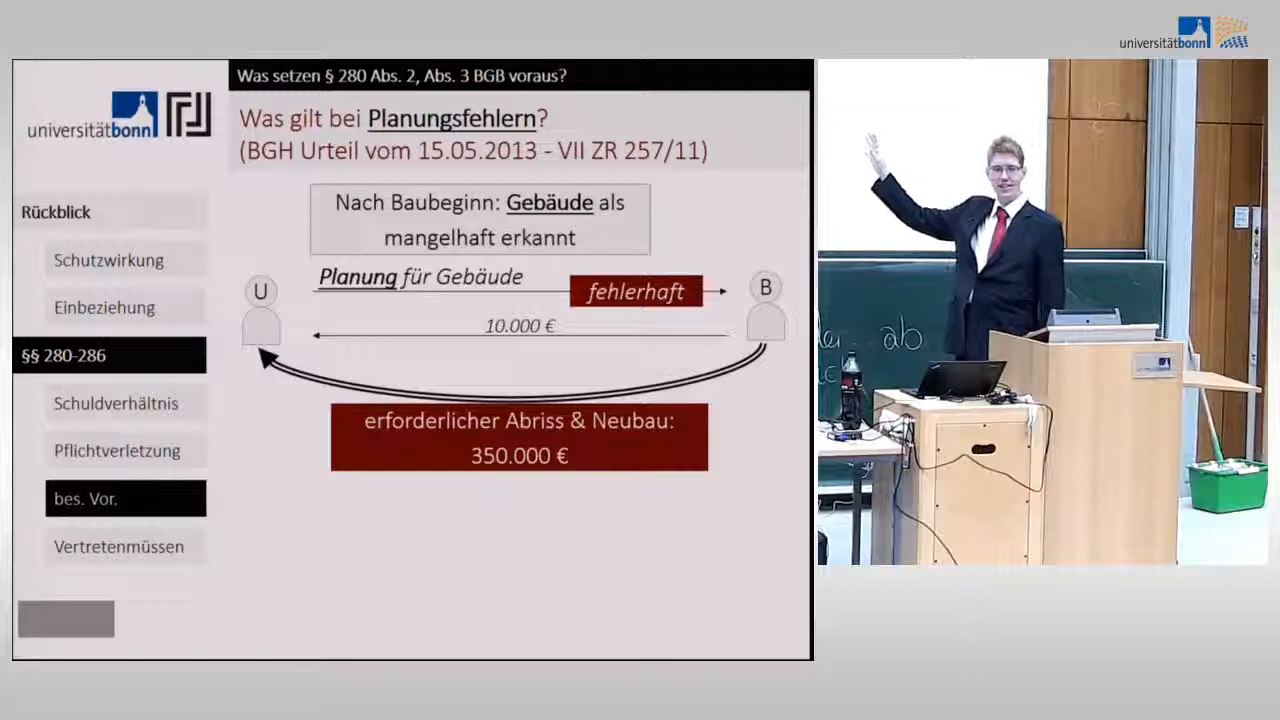 universitätbonn
Was setzen § 280 Abs. 2, Abs. 3 BGB voraus?
universitätbonn
Was gilt bei Planungsfehlern?
(BGH Urteil vom 15.05.2013 - VII ZR 257/11)
Rückblick
Schutzwirkung
Einbeziehung
§§ 280-286
Schuldverhältnis
Pflichtverletzung
bes. Vor.
Vertretenmüssen
Nach Baubeginn: Gebäude als
mangelhaft erkannt
Planung für Gebäude
fehlerhaft
U
B
10.000 €
erforderlicher Abriss & Neubau:
350.000 €
ab